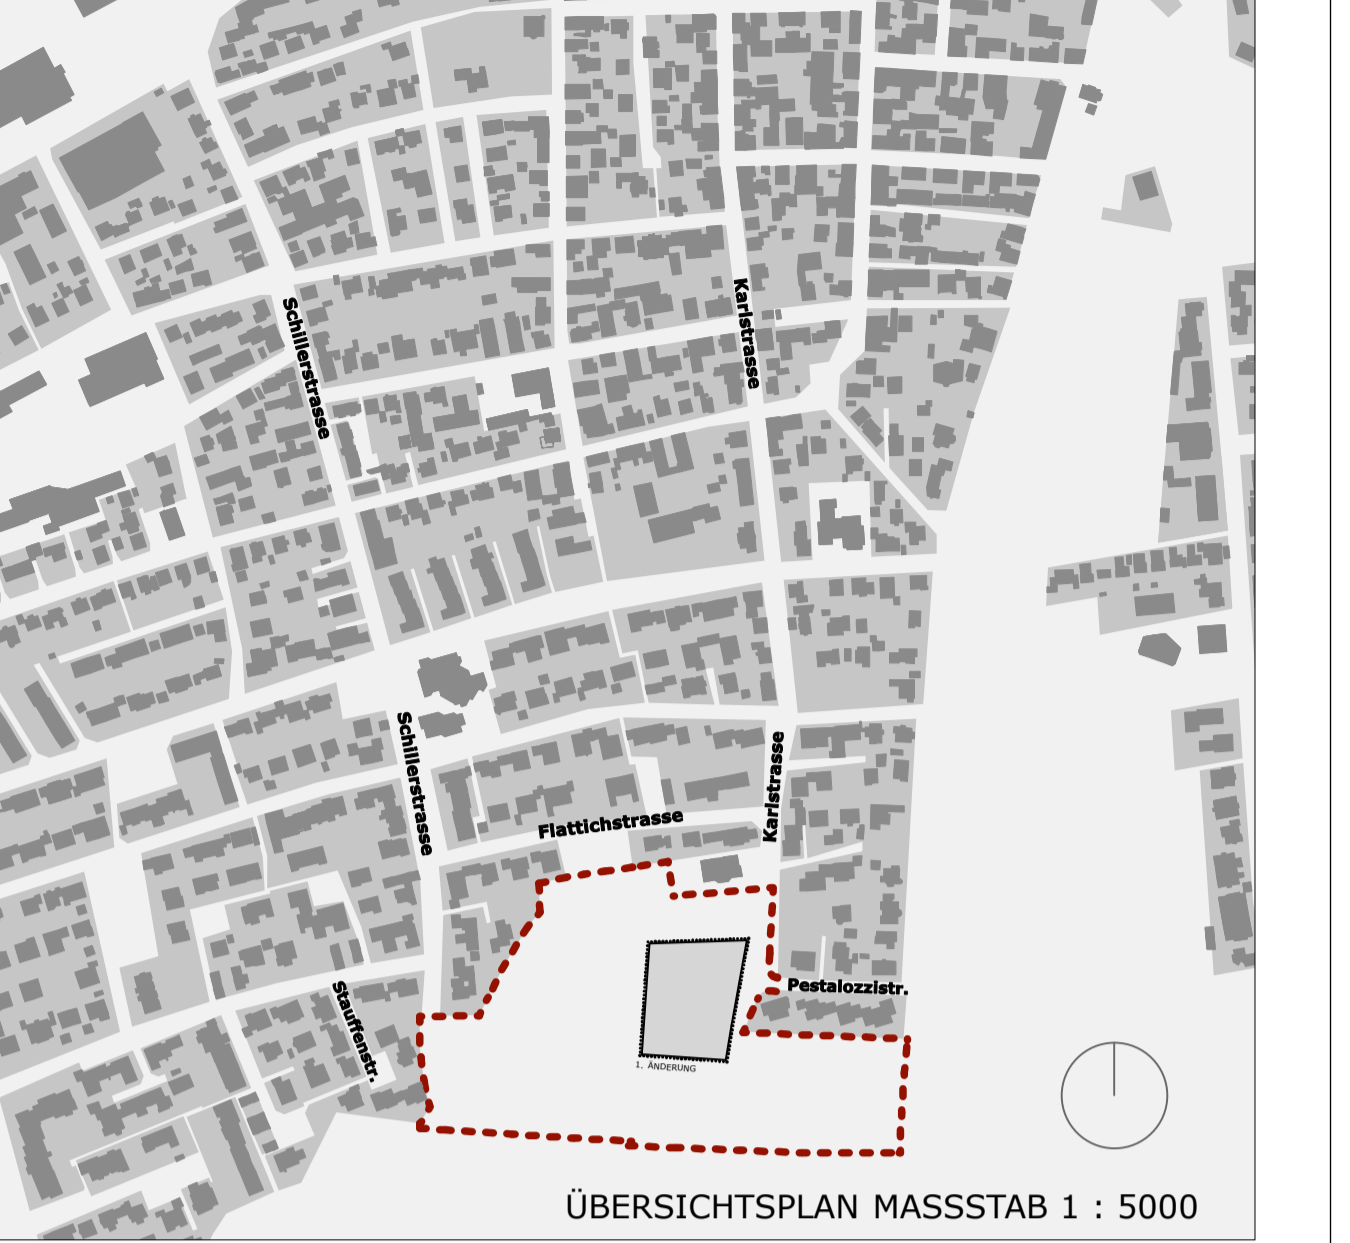 Karlstrasse
Schillerstrasse
Schillerstrasse
Karlstrasse
Flattichstrasse
Pestalozzistr.
Stauffenstr.
1. ÄNDERUNG
ÜBERSICHTSPLAN MASSSTAB 1 : 5000